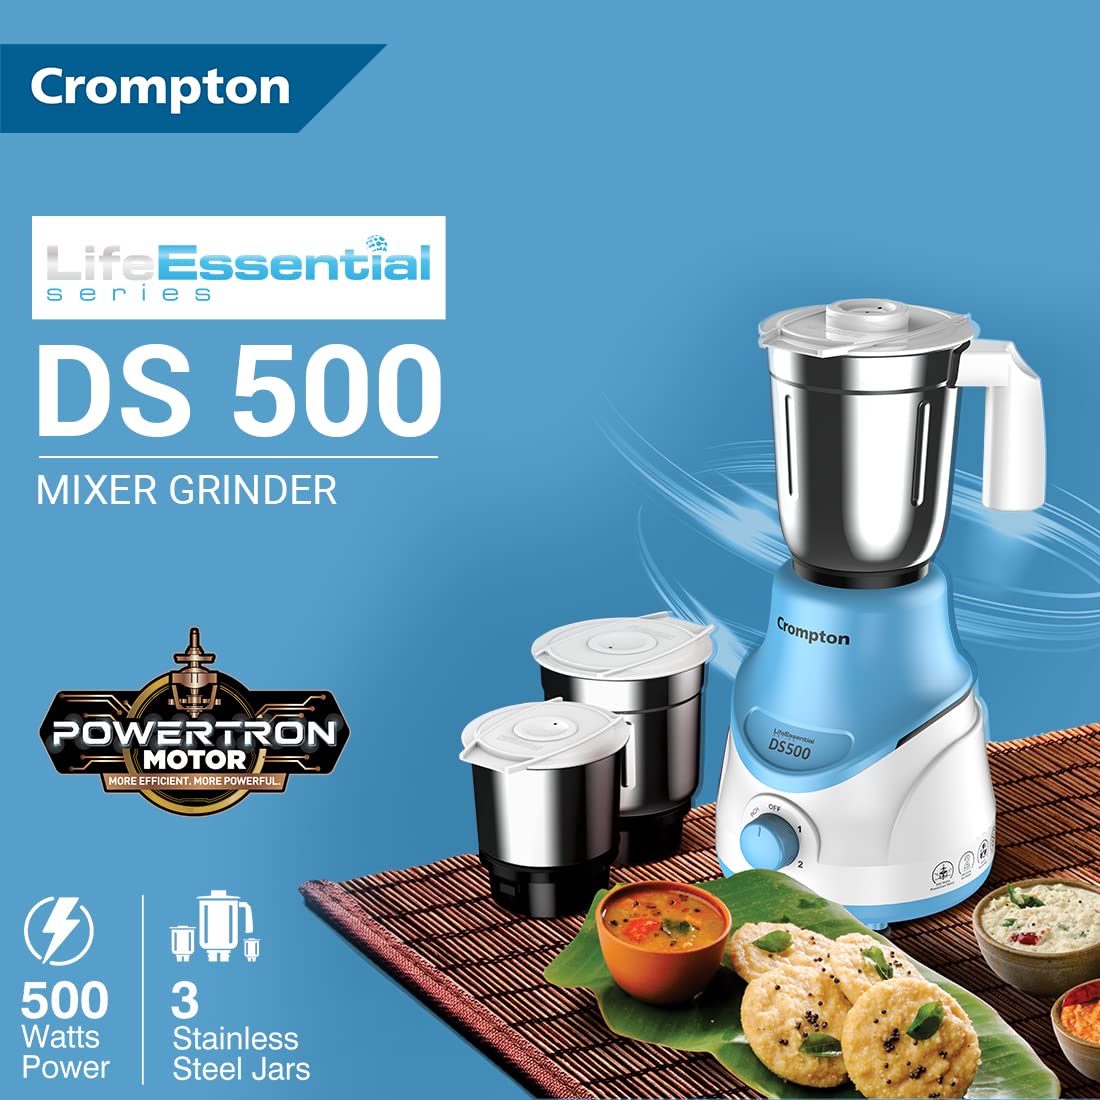 Crompton
LifeEssential
series
DS 500
MIXER GRINDER
POWERTRON
MOTOR
MORE EFFICIENT. MORE POWERFUL.
500
Watts
Power
3
Stainless
Steel Jars
Crompton
LifeEssential
DS500
INCH OFF
1
2